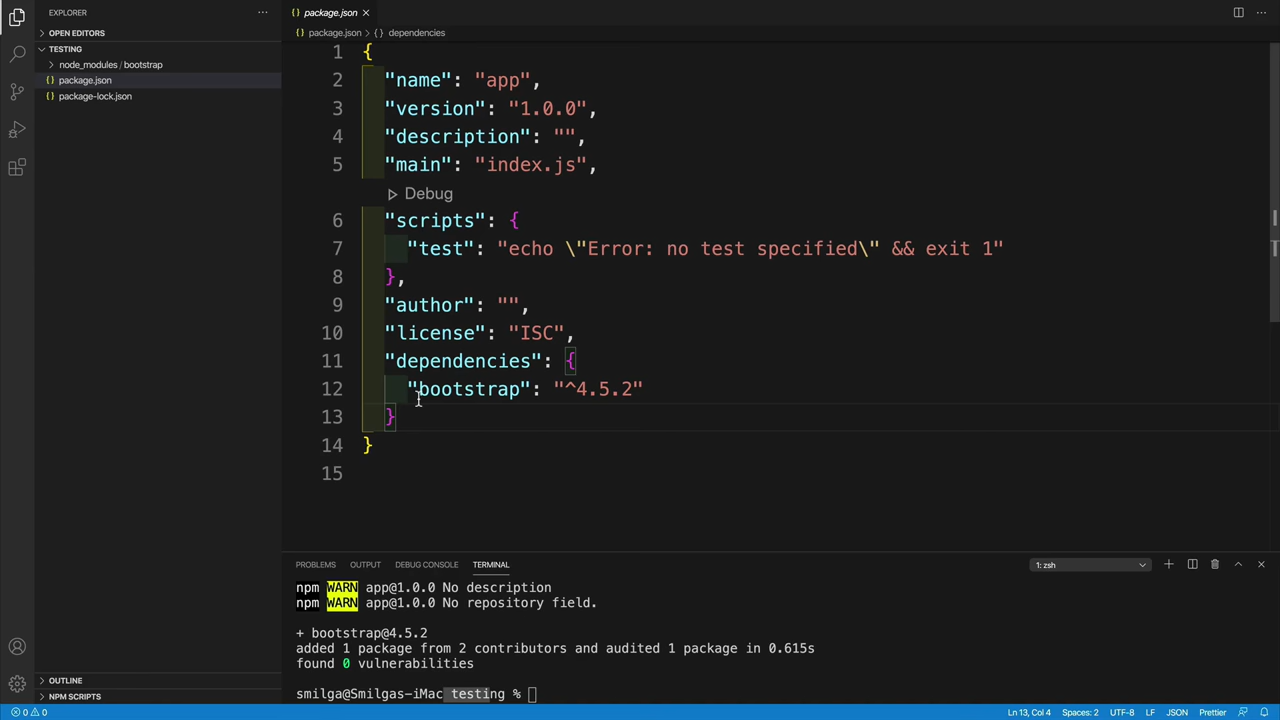 EXPLORER
···
package.json
OPEN EDITORS
package.json > {} dependencies
TESTING
node_modules / bootstrap
package.json
package-lock.json
1 {
2 "name": "app",
3 "version": "1.0.0",
4 "description": "",
5 "main": "index.js",
Debug
6 "scripts": {
7 "test": "echo \"Error: no test specified\" && exit 1"
8 },
9 "author": "",
10 "license": "ISC",
11 "dependencies": {
12 "bootstrap": "^4.5.2"
13 }
14 }
15
PROBLEMS OUTPUT DEBUG CONSOLE TERMINAL
1: zsh
npm WARN app@1.0.0 No description
npm WARN app@1.0.0 No repository field.
+ bootstrap@4.5.2
added 1 package from 2 contributors and audited 1 package in 0.615s
found 0 vulnerabilities
smilga@Smilgas-iMac testing %
OUTLINE
NPM SCRIPTS
0 0
Ln 13, Col 4 Spaces: 2 UTF-8 LF JSON Prettier